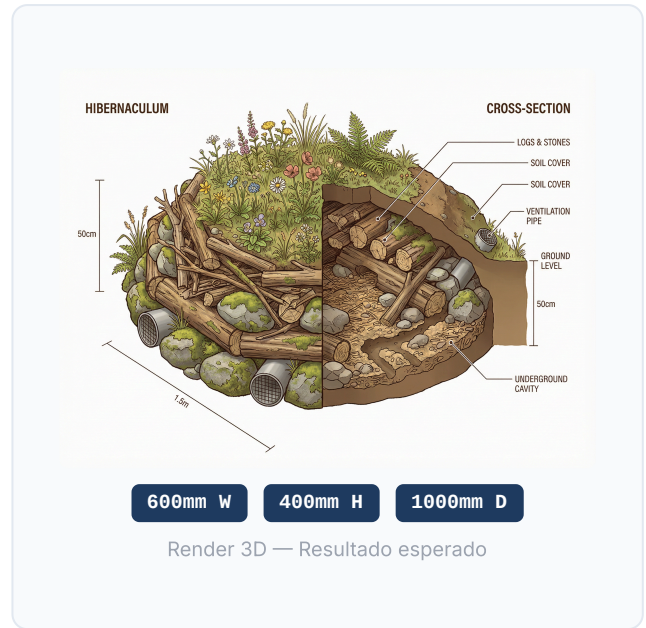 HIBERNACULUM
CROSS-SECTION
LOGS & STONES
SOIL COVER
SOIL COVER
VENTILATION
PIPE
GROUND
LEVEL
50cm
50cm
UNDERGROUND
CAVITY
1.5m
600mm W
400mm H
1000mm D
Render 3D — Resultado esperado